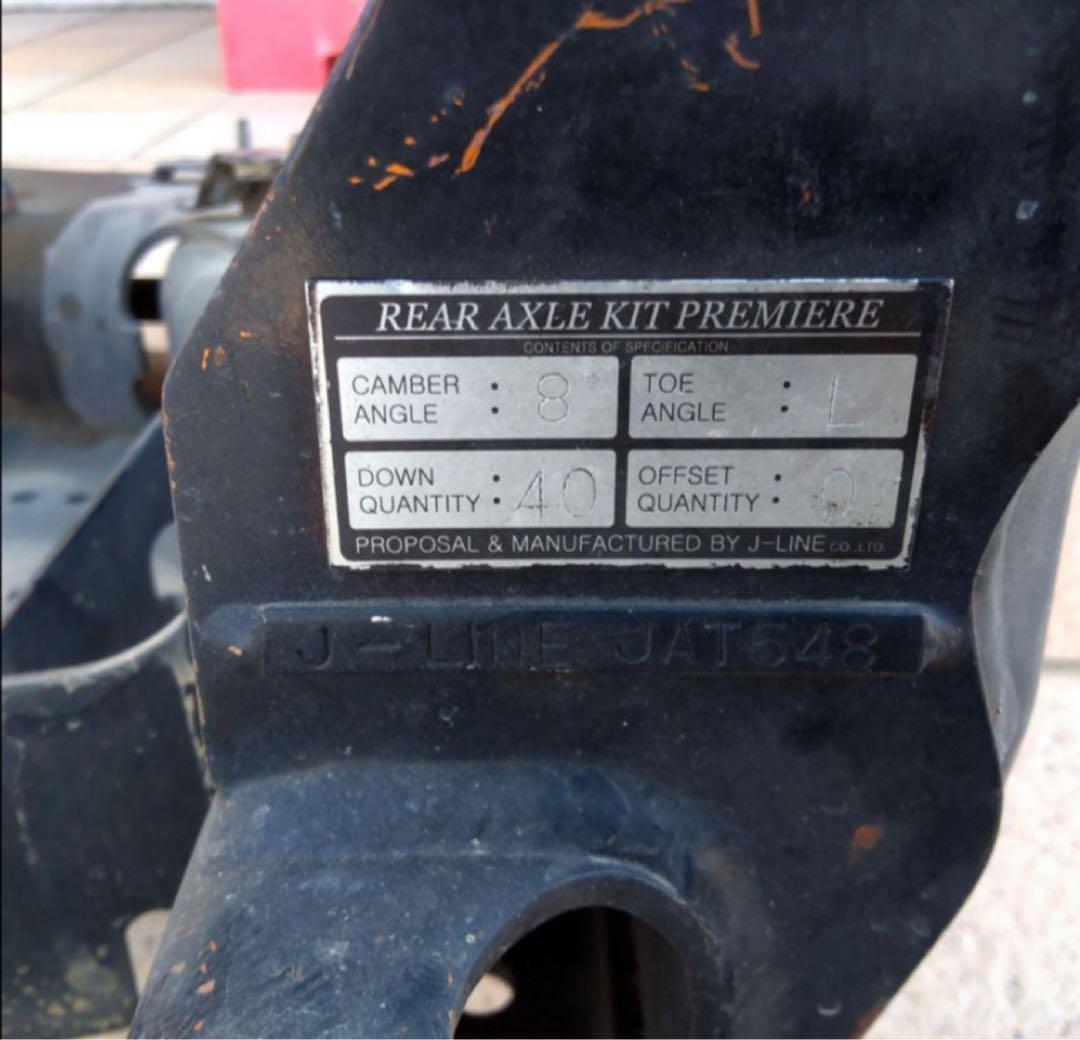 REAR AXLE KIT PREMIERE
CONTENTS OF SPECIFICATION
CAMBER ANGLE : 8
TOE ANGLE : L
DOWN QUANTITY : 40
OFFSET QUANTITY : 0
PROPOSAL & MANUFACTURED BY J-LINE CO.,LTD.
J-LINE JAT548